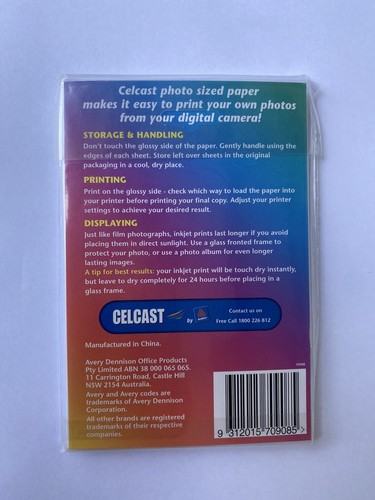 Celcast photo sized paper
makes it easy to print your own photos
from your digital camera!
STORAGE & HANDLING
Don't touch the glossy side of the paper. Gently handle using the
edges of each sheet. Store left over sheets in the original
packaging in a cool, dry place.
PRINTING
Print on the glossy side - check which way to load the paper into
your printer before printing your final copy. Adjust your printer
settings to achieve your desired result.
DISPLAYING
Just like film photographs, inkjet prints last longer if you avoid
placing them in direct sunlight. Use a glass fronted frame to
protect your photo, or use a photo album for even longer
lasting images.
A tip for best results: your inkjet print will be touch dry instantly,
but leave to dry completely for 24 hours before placing in a
glass frame.
CELCAST
by
Contact us on
Free Call 1800 226 812
Manufactured in China.
Avery Dennison Office Products
Pty Limited ABN 38 000 065 065.
11 Carrington Road, Castle Hill
NSW 2154 Australia.
Avery and Avery codes are
trademarks of Avery Dennison
Corporation.
All other brands are registered
trademarks of their respective
companies.
9 312015 709085 >